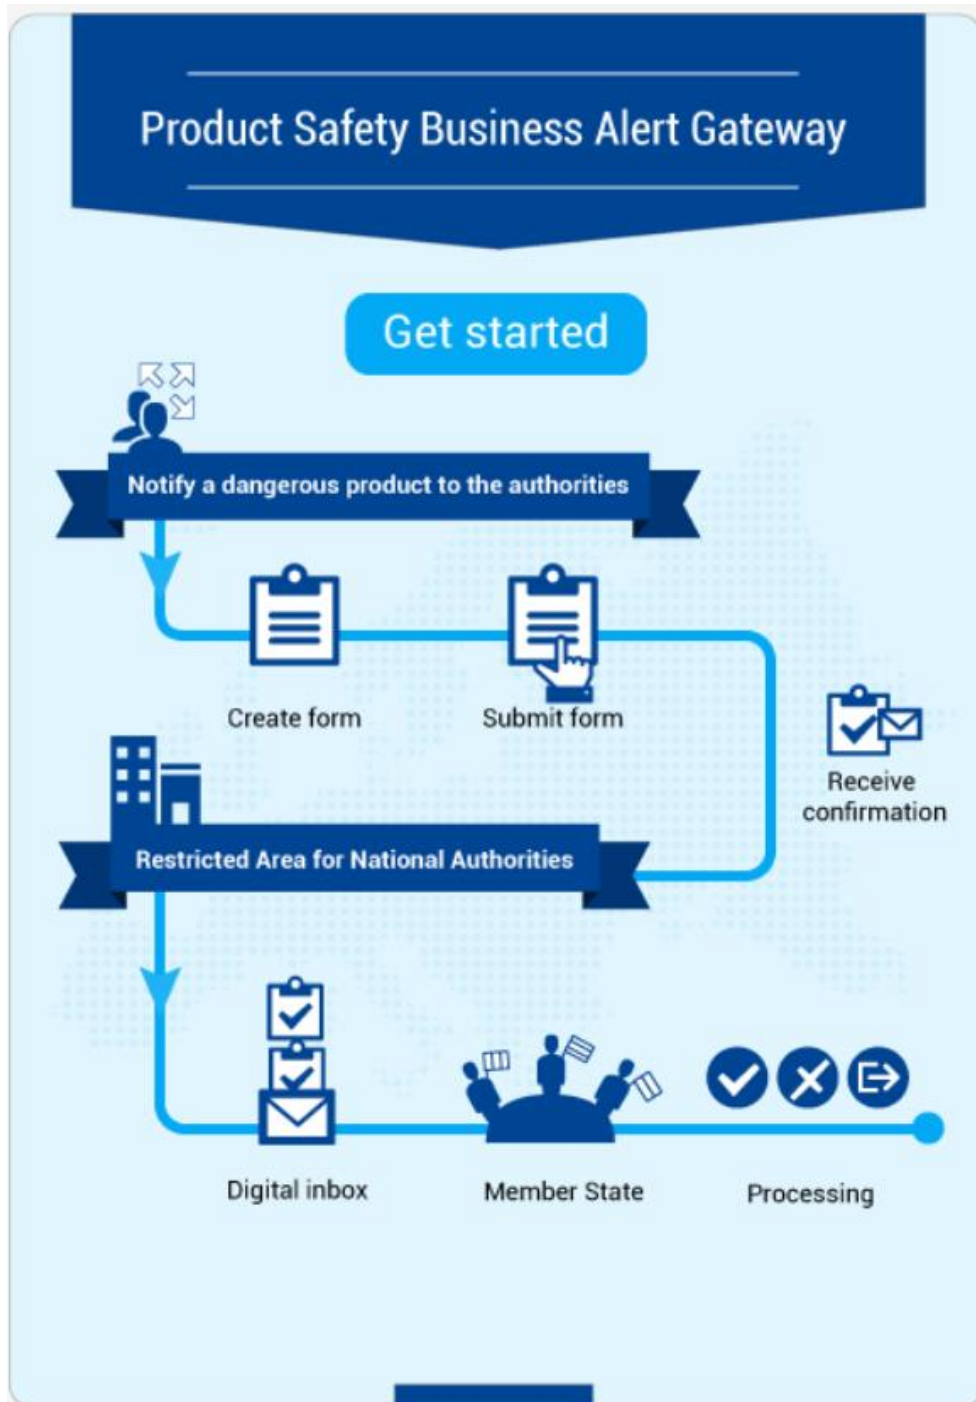 Product Safety Business Alert Gateway
Get started
Notify a dangerous product to the authorities
Create form
Submit form
Receive
confirmation
Restricted Area for National Authorities
Digital inbox
Member State
Processing